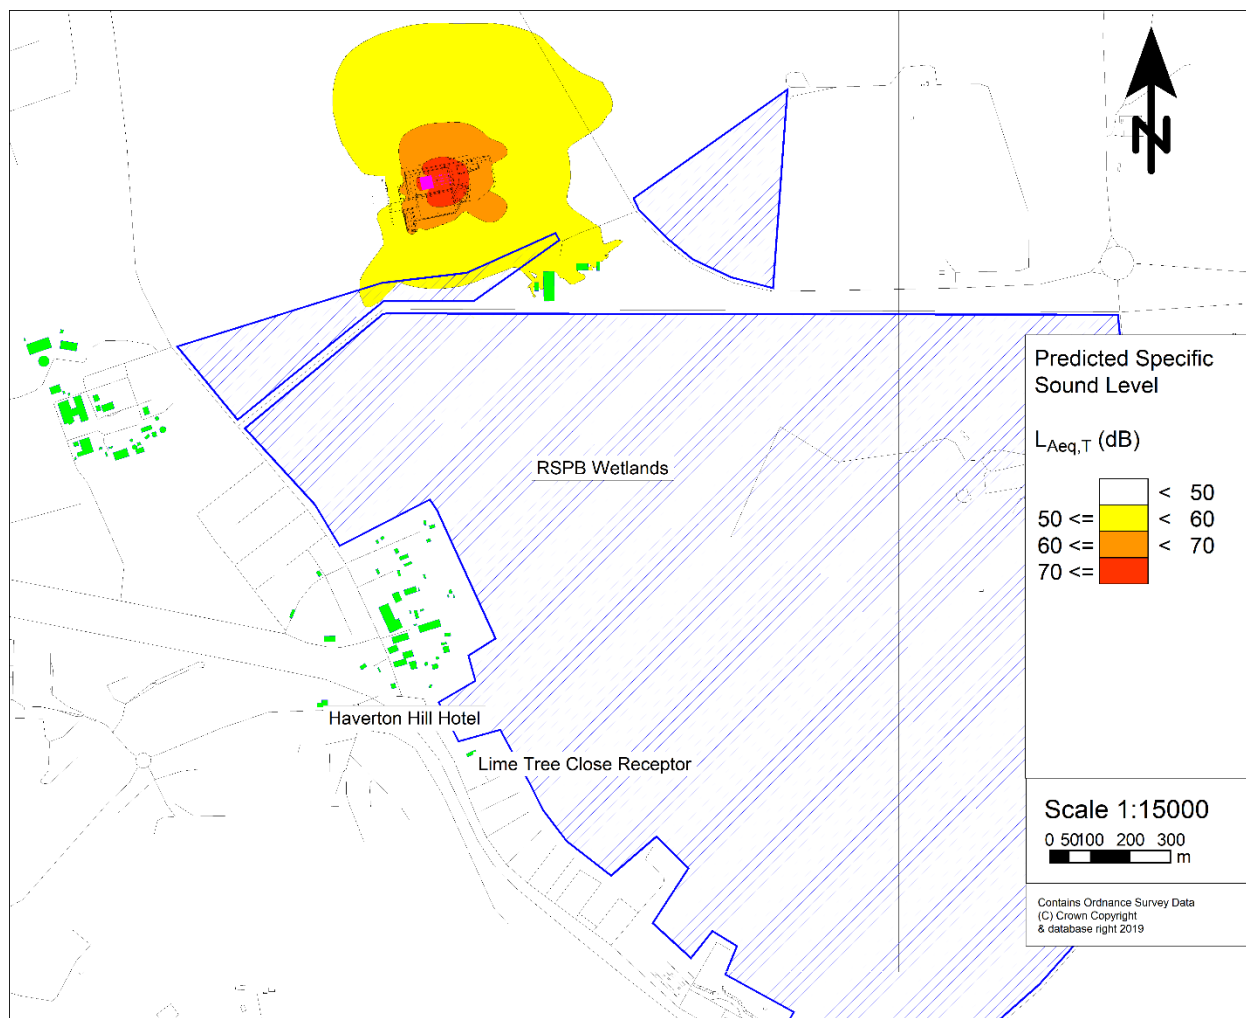 N
Predicted Specific
Sound Level
LAeq,T (dB)
< 50
50 <= < 60
60 <= < 70
70 <=
RSPB Wetlands
Haverton Hill Hotel
Lime Tree Close Receptor
Scale 1:15000
0 50100 200 300
m
Contains Ordnance Survey Data
(C) Crown Copyright
& database right 2019